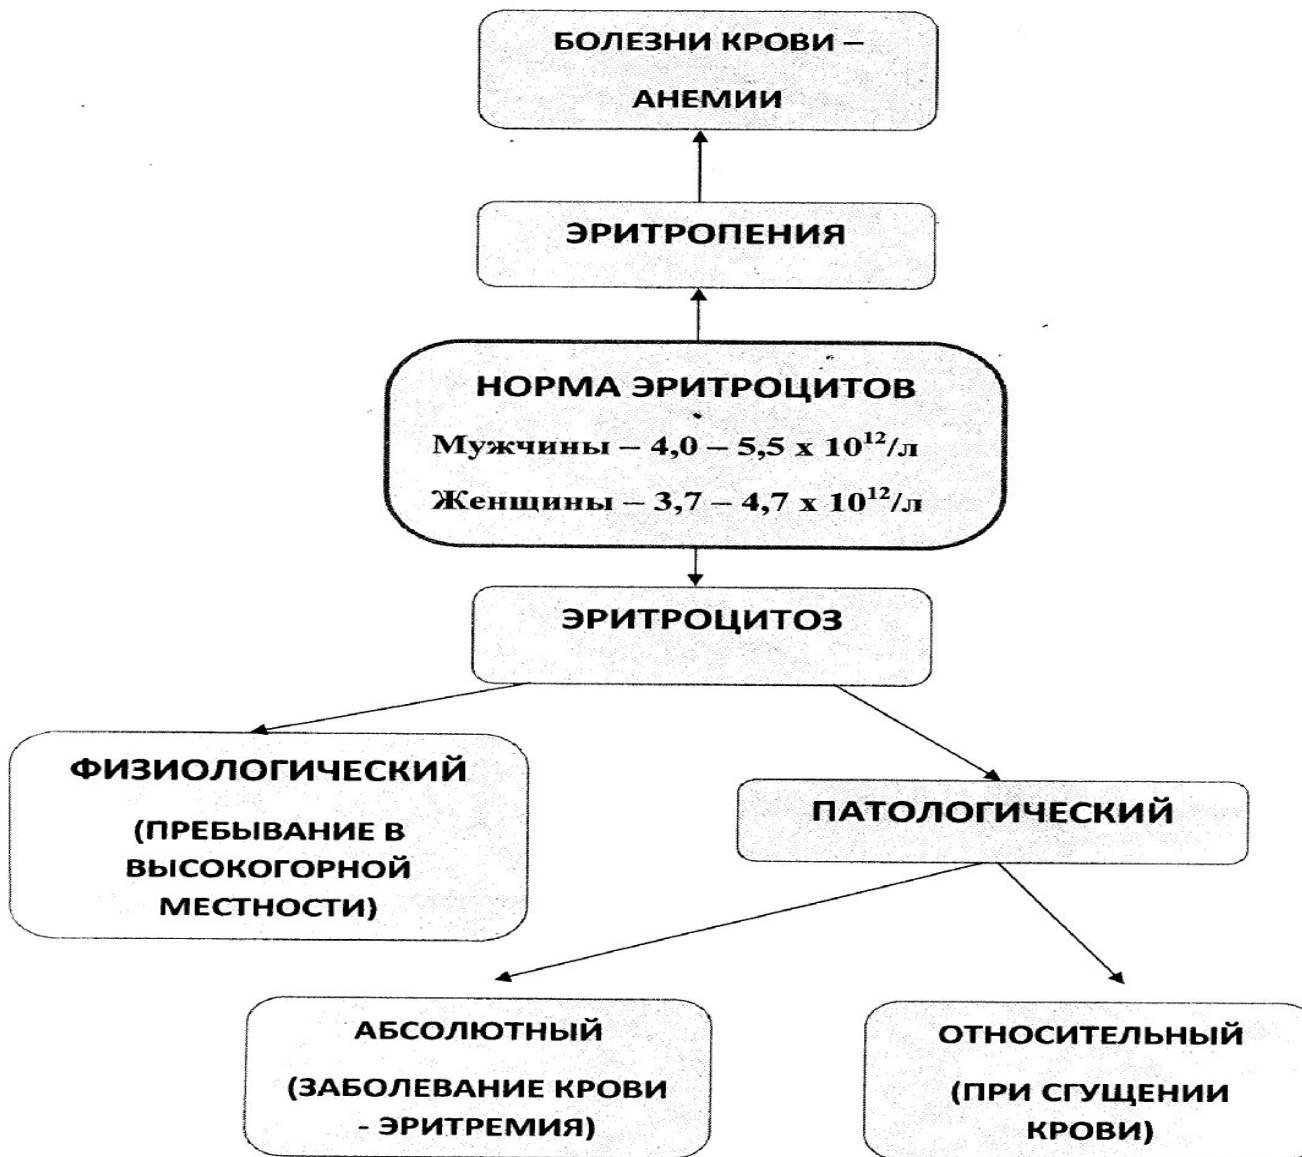 БОЛЕЗНИ КРОВИ –
АНЕМИИ
ЭРИТРОПЕНИЯ
НОРМА ЭРИТРОЦИТОВ
Мужчины – 4,0 – 5,5 х 10¹²/л
Женщины – 3,7 – 4,7 х 10¹²/л
ЭРИТРОЦИТОЗ
ФИЗИОЛОГИЧЕСКИЙ
(ПРЕБЫВАНИЕ В
ВЫСОКОГОРНОЙ
МЕСТНОСТИ)
ПАТОЛОГИЧЕСКИЙ
АБСОЛЮТНЫЙ
(ЗАБОЛЕВАНИЕ КРОВИ
- ЭРИТРЕМИЯ)
ОТНОСИТЕЛЬНЫЙ
(ПРИ СГУЩЕНИИ
КРОВИ)